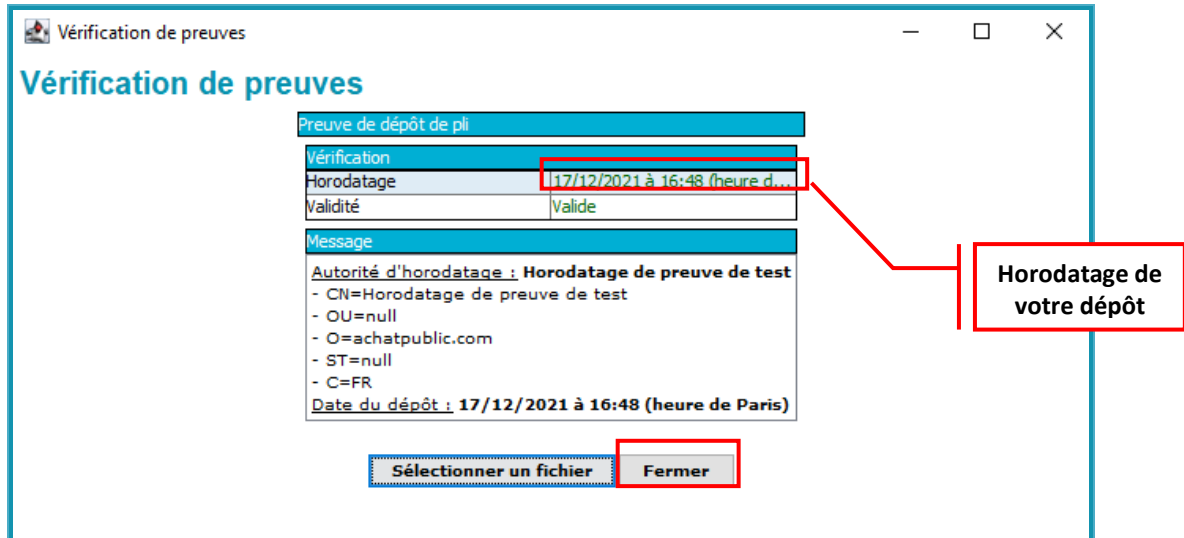 Vérification de preuves
Vérification de preuves
Preuve de dépôt de pli
Vérification
Horodatage 17/12/2021 à 16:48 (heure d...
Validité Valide
Message
Autorité d'horodatage : Horodatage de preuve de test
- CN=Horodatage de preuve de test
- OU=null
- O=achatpublic.com
- ST=null
- C=FR
Date du dépôt : 17/12/2021 à 16:48 (heure de Paris)
Horodatage de
votre dépôt
Sélectionner un fichier Fermer